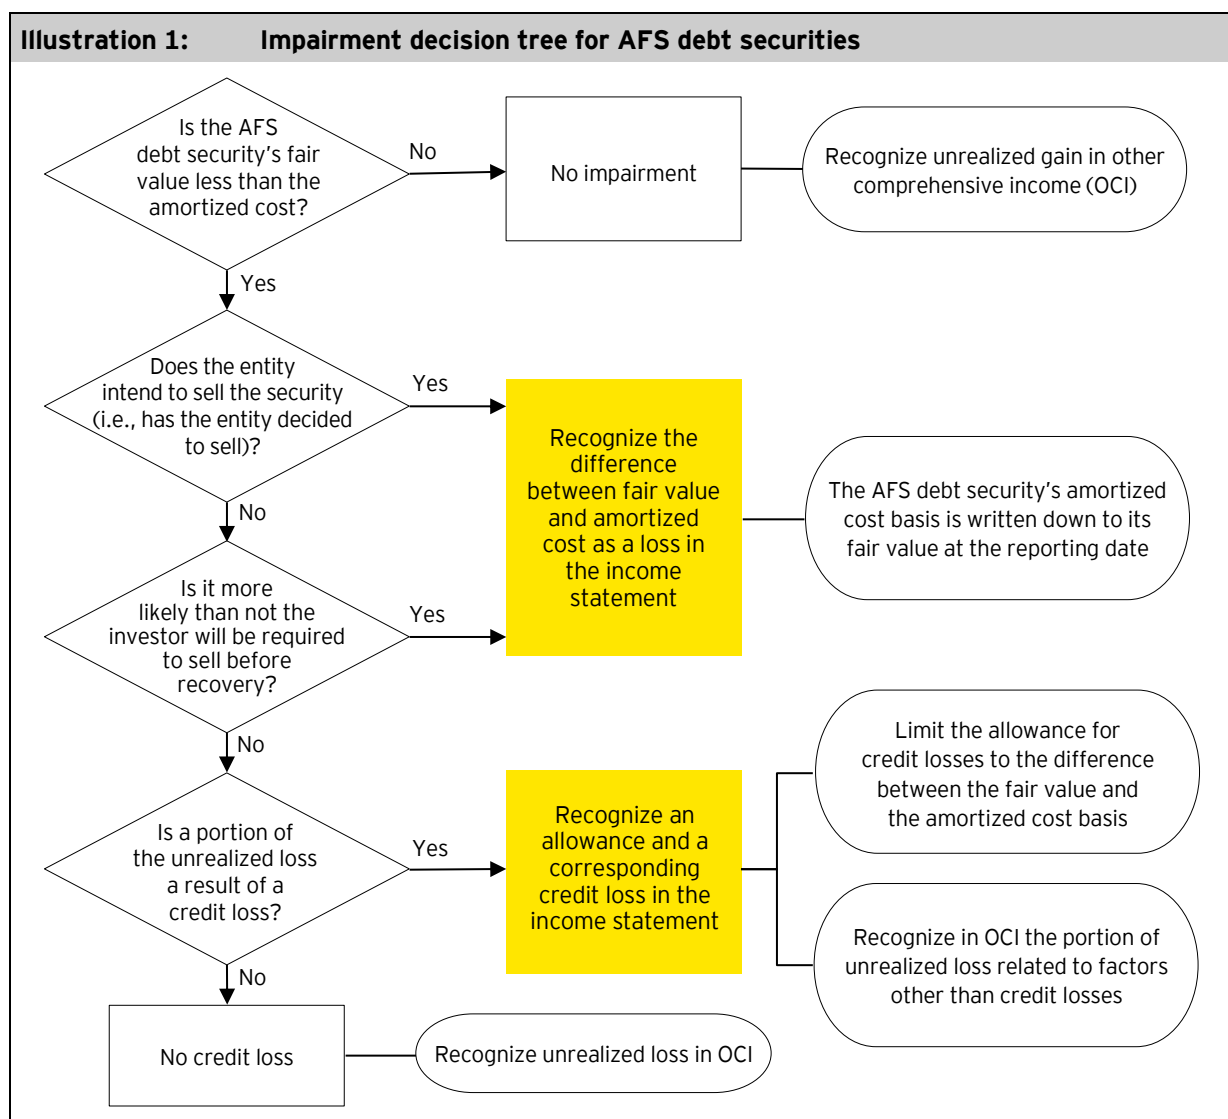 Illustration 1: Impairment decision tree for AFS debt securities
Is the AFS
debt security's fair
value less than the
amortized cost?
No
No impairment
Recognize unrealized gain in other
comprehensive income (OCI)
Yes
Does the entity
intend to sell the security
(i.e., has the entity decided
to sell)?
Yes
Recognize the
difference
between fair value
and amortized
cost as a loss in
the income
statement
The AFS debt security's amortized
cost basis is written down to its
fair value at the reporting date
No
Is it more
likely than not the
investor will be required
to sell before
recovery?
Yes
No
Is a portion of
the unrealized loss
a result of a
credit loss?
Yes
Recognize an
allowance and a
corresponding
credit loss in the
income statement
Limit the allowance for
credit losses to the difference
between the fair value and
the amortized cost basis
Recognize in OCI the portion of
unrealized loss related to factors
other than credit losses
No
No credit loss
Recognize unrealized loss in OCI